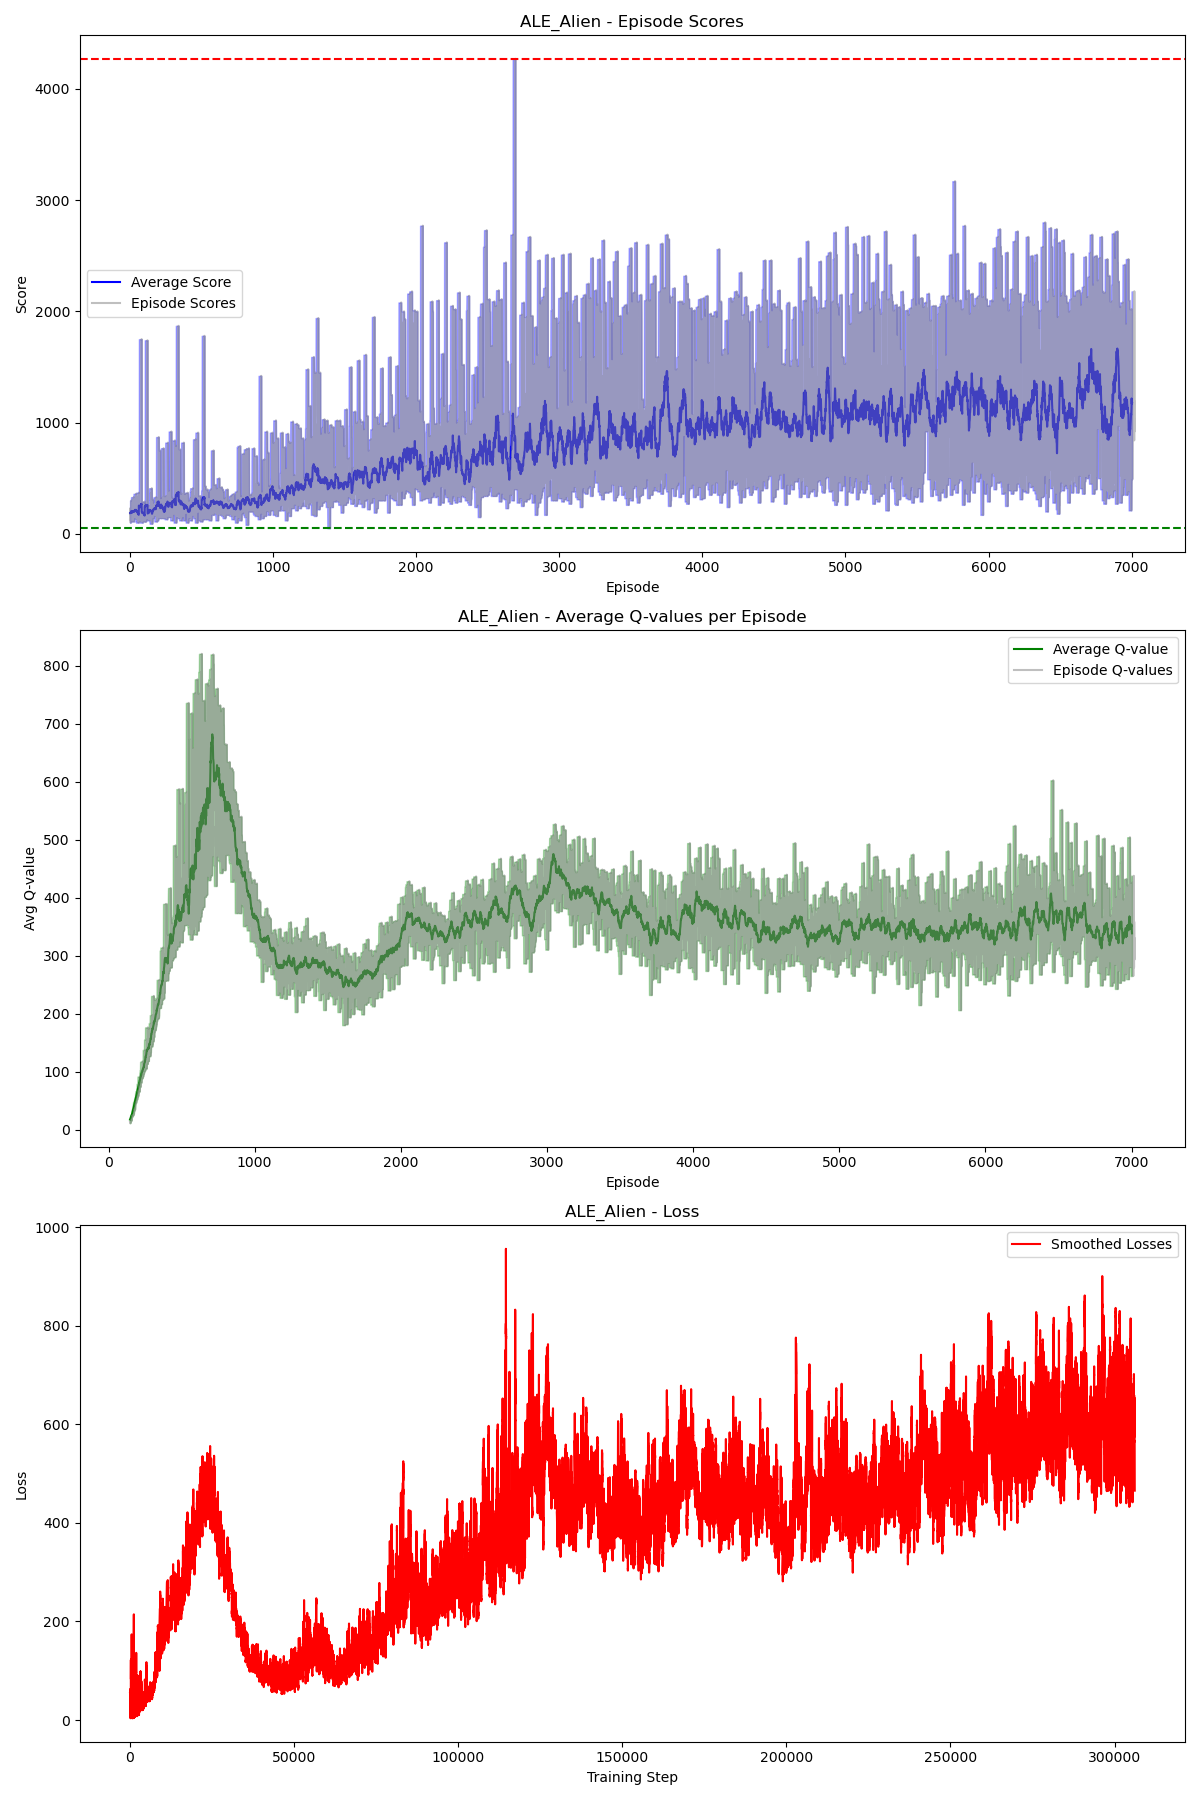 ALE_Alien - Episode Scores
4000
3000
2000
1000
0
Score
Average Score
Episode Scores
0 1000 2000 3000 4000 5000 6000 7000
Episode
ALE_Alien - Average Q-values per Episode
800
700
600
500
400
300
200
100
0
Avg Q-value
Average Q-value
Episode Q-values
0 1000 2000 3000 4000 5000 6000 7000
Episode
ALE_Alien - Loss
1000
800
600
400
200
0
Loss
Smoothed Losses
0 50000 100000 150000 200000 250000 300000
Training Step